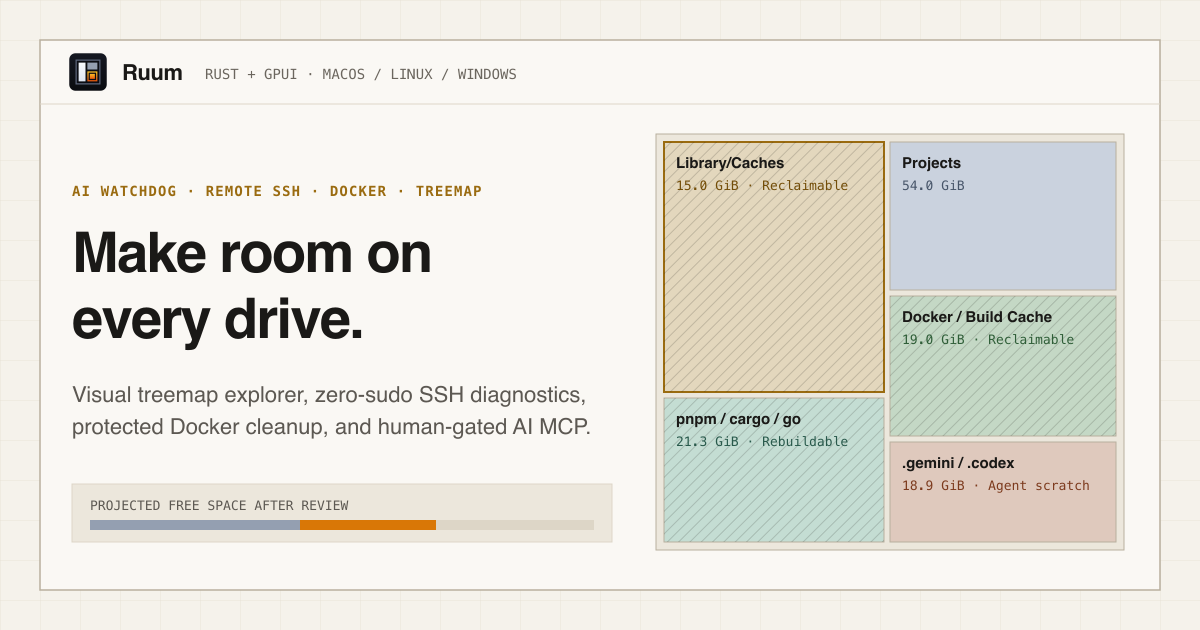 Ruum
RUST + GPUI · MACOS / LINUX / WINDOWS
AI WATCHDOG · REMOTE SSH · DOCKER · TREEMAP
Make room on
every drive.
Visual treemap explorer, zero-sudo SSH diagnostics,
protected Docker cleanup, and human-gated AI MCP.
PROJECTED FREE SPACE AFTER REVIEW
Library/Caches
15.0 GiB · Reclaimable
Projects
54.0 GiB
Docker / Build Cache
19.0 GiB · Reclaimable
pnpm / cargo / go
21.3 GiB · Rebuildable
.gemini / .codex
18.9 GiB · Agent scratch